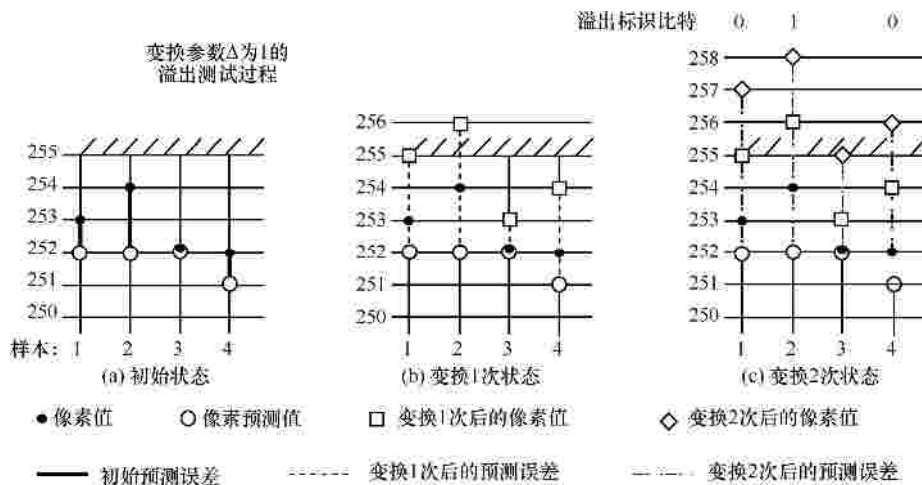 溢出标识比特 0 1 0
变换参数Δ为1的
溢出测试过程
255
254
253
252
251
250
样本: 1 2 3 4
(a) 初始状态
256
255
254
253
252
251
250
1 2 3 4
(b) 变换1次状态
258
257
256
255
254
253
252
251
250
1 2 3 4
(c) 变换2次状态
像素值 像素预测值 变换1次后的像素值 变换2次后的像素值
初始预测误差 变换1次后的预测误差 变换2次后的预测误差